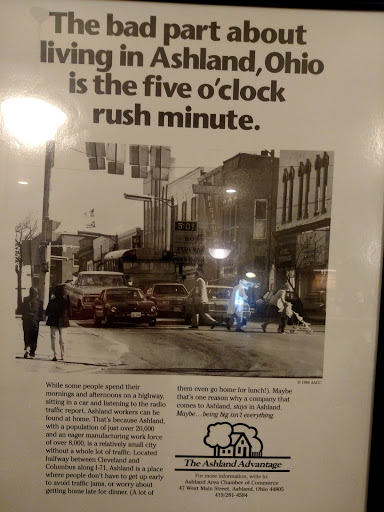 The bad part about
living in Ashland, Ohio
is the five o'clock
rush minute.
5:01
© 1989 AACC
While some people spend their
mornings and afternoons on a highway,
sitting in a car and listening to the radio
traffic report, Ashland workers can be
found at home. That's because Ashland,
with a population of just over 20,000
and an eager manufacturing work force
of over 8,000, is a relatively small city
without a whole lot of traffic. Located
halfway between Cleveland and
Columbus along I-71, Ashland is a place
where people don't have to get up early
to avoid traffic jams, or worry about
getting home late for dinner. (A lot of
them even go home for lunch!). Maybe
that's one reason why a company that
comes to Ashland, stays in Ashland.
Maybe... being big isn't everything.
The Ashland Advantage
For more information, write to:
Ashland Area Chamber of Commerce
47 West Main Street, Ashland, Ohio 44805
419/281-4584